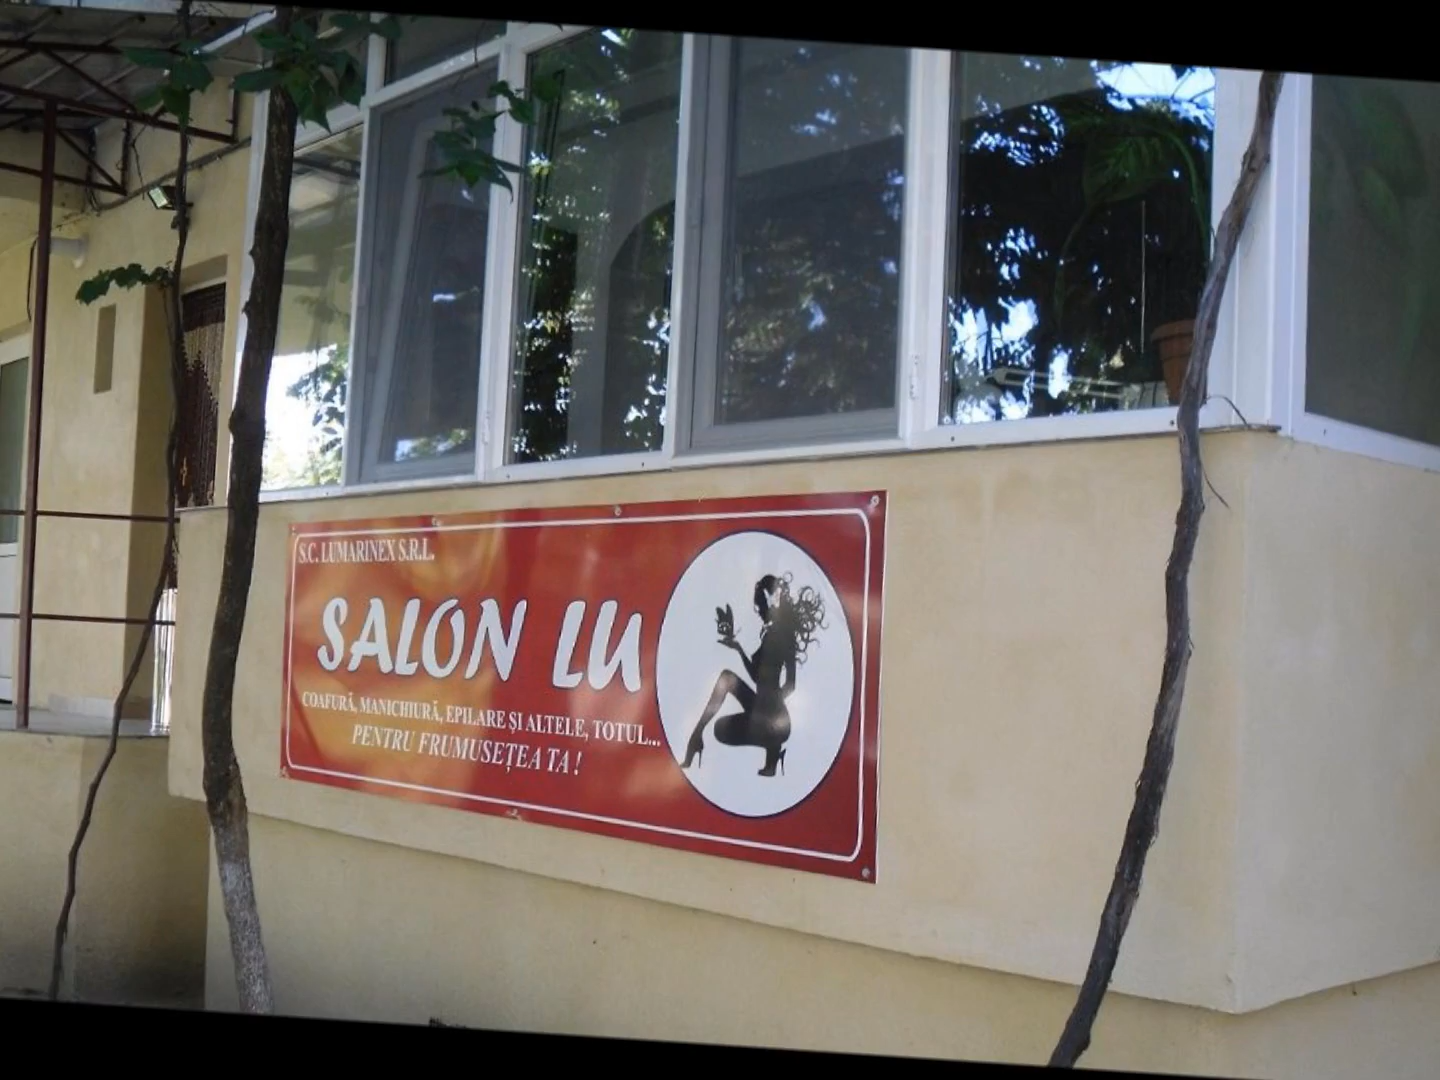 S.C. LUMARINEX S.R.L.
SALON LU
COAFURĂ, MANICHIURĂ, EPILARE ȘI ALTELE, TOTUL...
PENTRU FRUMUSEȚEA TA !